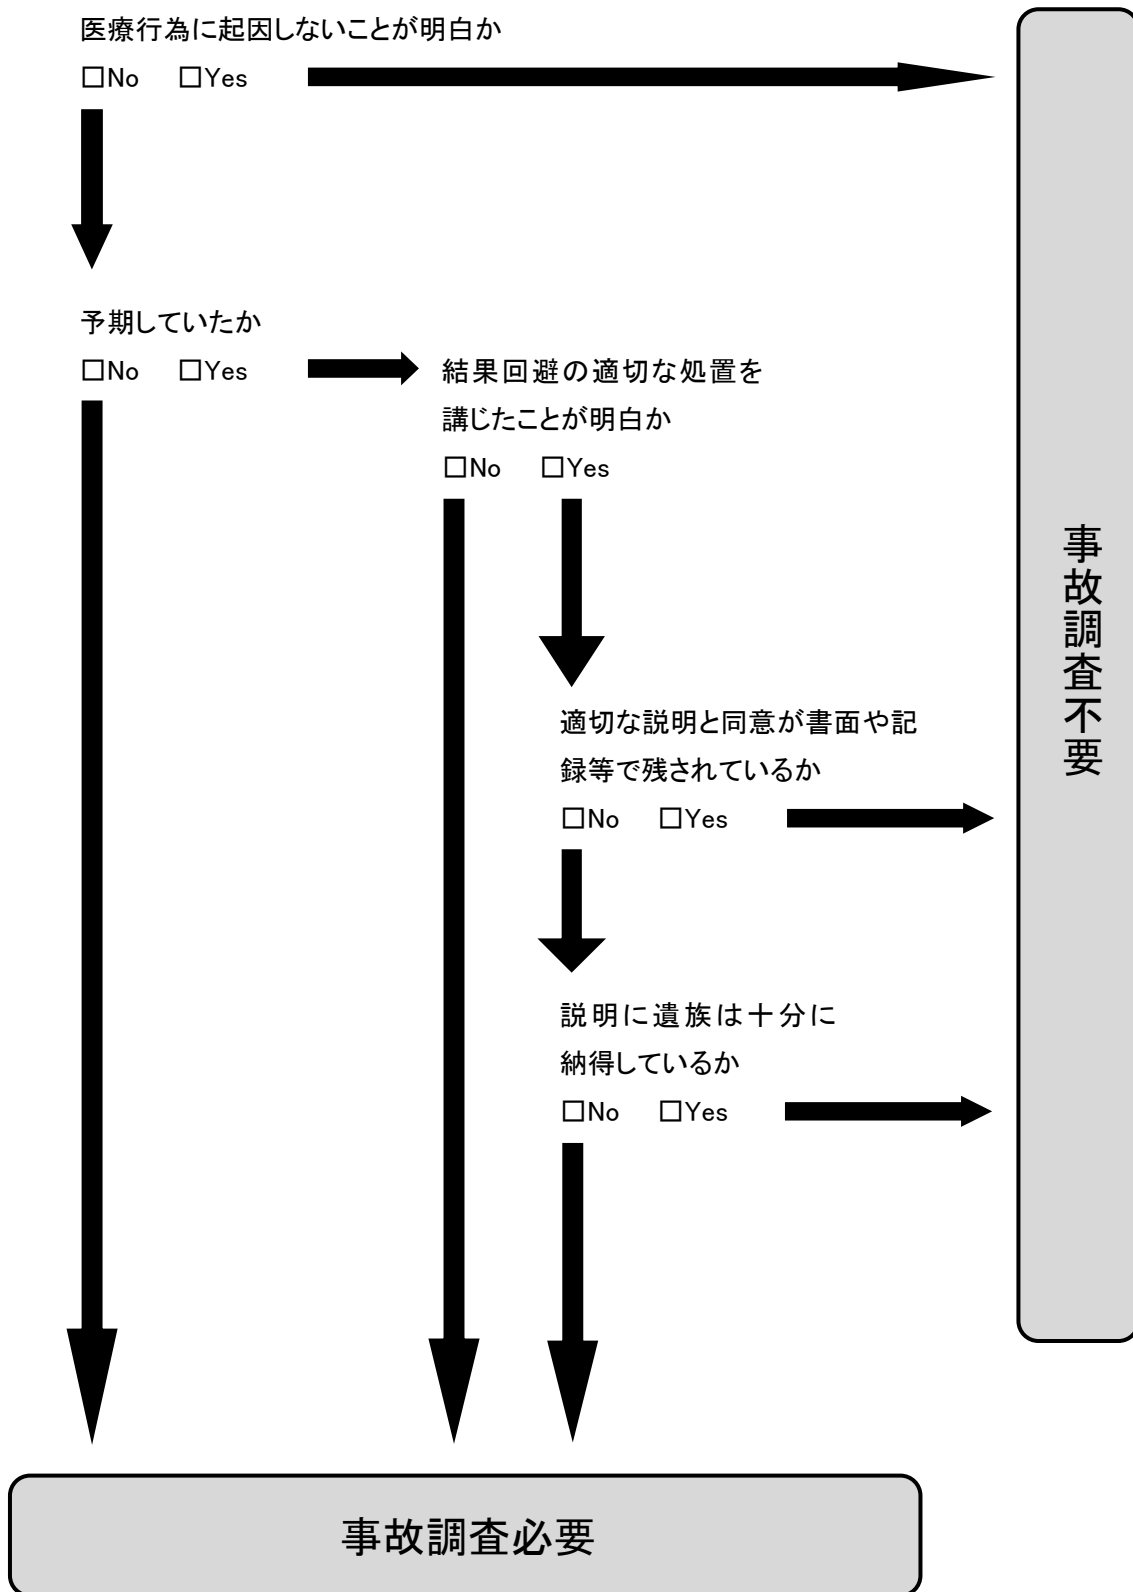 医療行為に起因しないことが明白か
□No □Yes
予期していたか
□No □Yes
結果回避の適切な処置を
講じたことが明白か
□No □Yes
適切な説明と同意が書面や記
録等で残されているか
□No □Yes
説明に遺族は十分に
納得しているか
□No □Yes
事故調査不要
事故調査必要